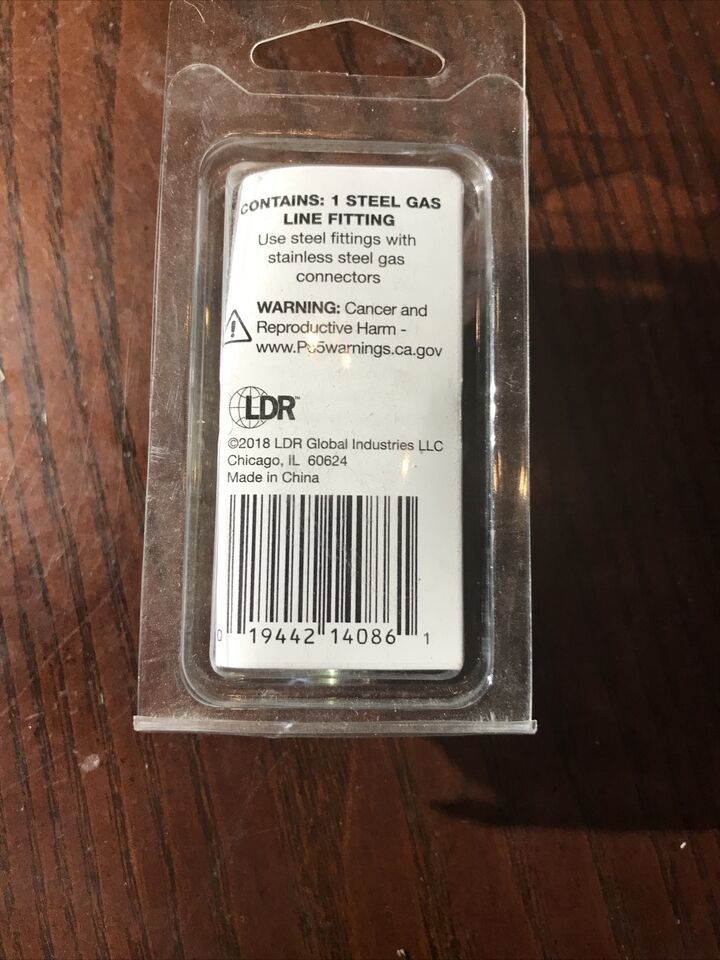 CONTAINS: 1 STEEL GAS
LINE FITTING
Use steel fittings with
stainless steel gas
connectors
WARNING: Cancer and
Reproductive Harm -
www.P65warnings.ca.gov
LDR™
©2018 LDR Global Industries LLC
Chicago, IL 60624
Made in China
0 19442 14086 1